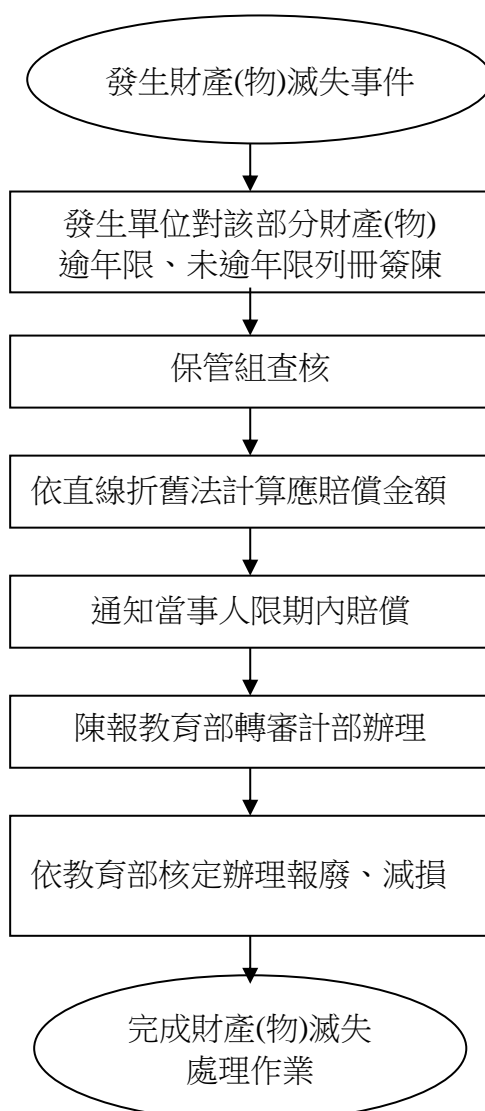 發生財產(物)滅失事件
發生單位對該部分財產(物)
逾年限、未逾年限列冊簽陳
保管組查核
依直線折舊法計算應賠償金額
通知當事人限期內賠償
陳報教育部轉審計部辦理
依教育部核定辦理報廢、減損
完成財產(物)滅失
處理作業